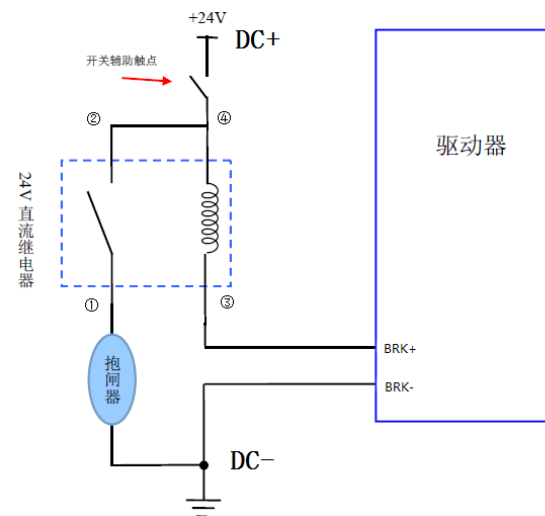 +24V
DC+
开关辅助触点
②
④
驱动器
24V 直流继电器
①
③
抱闸器
BRK+
BRK-
DC-